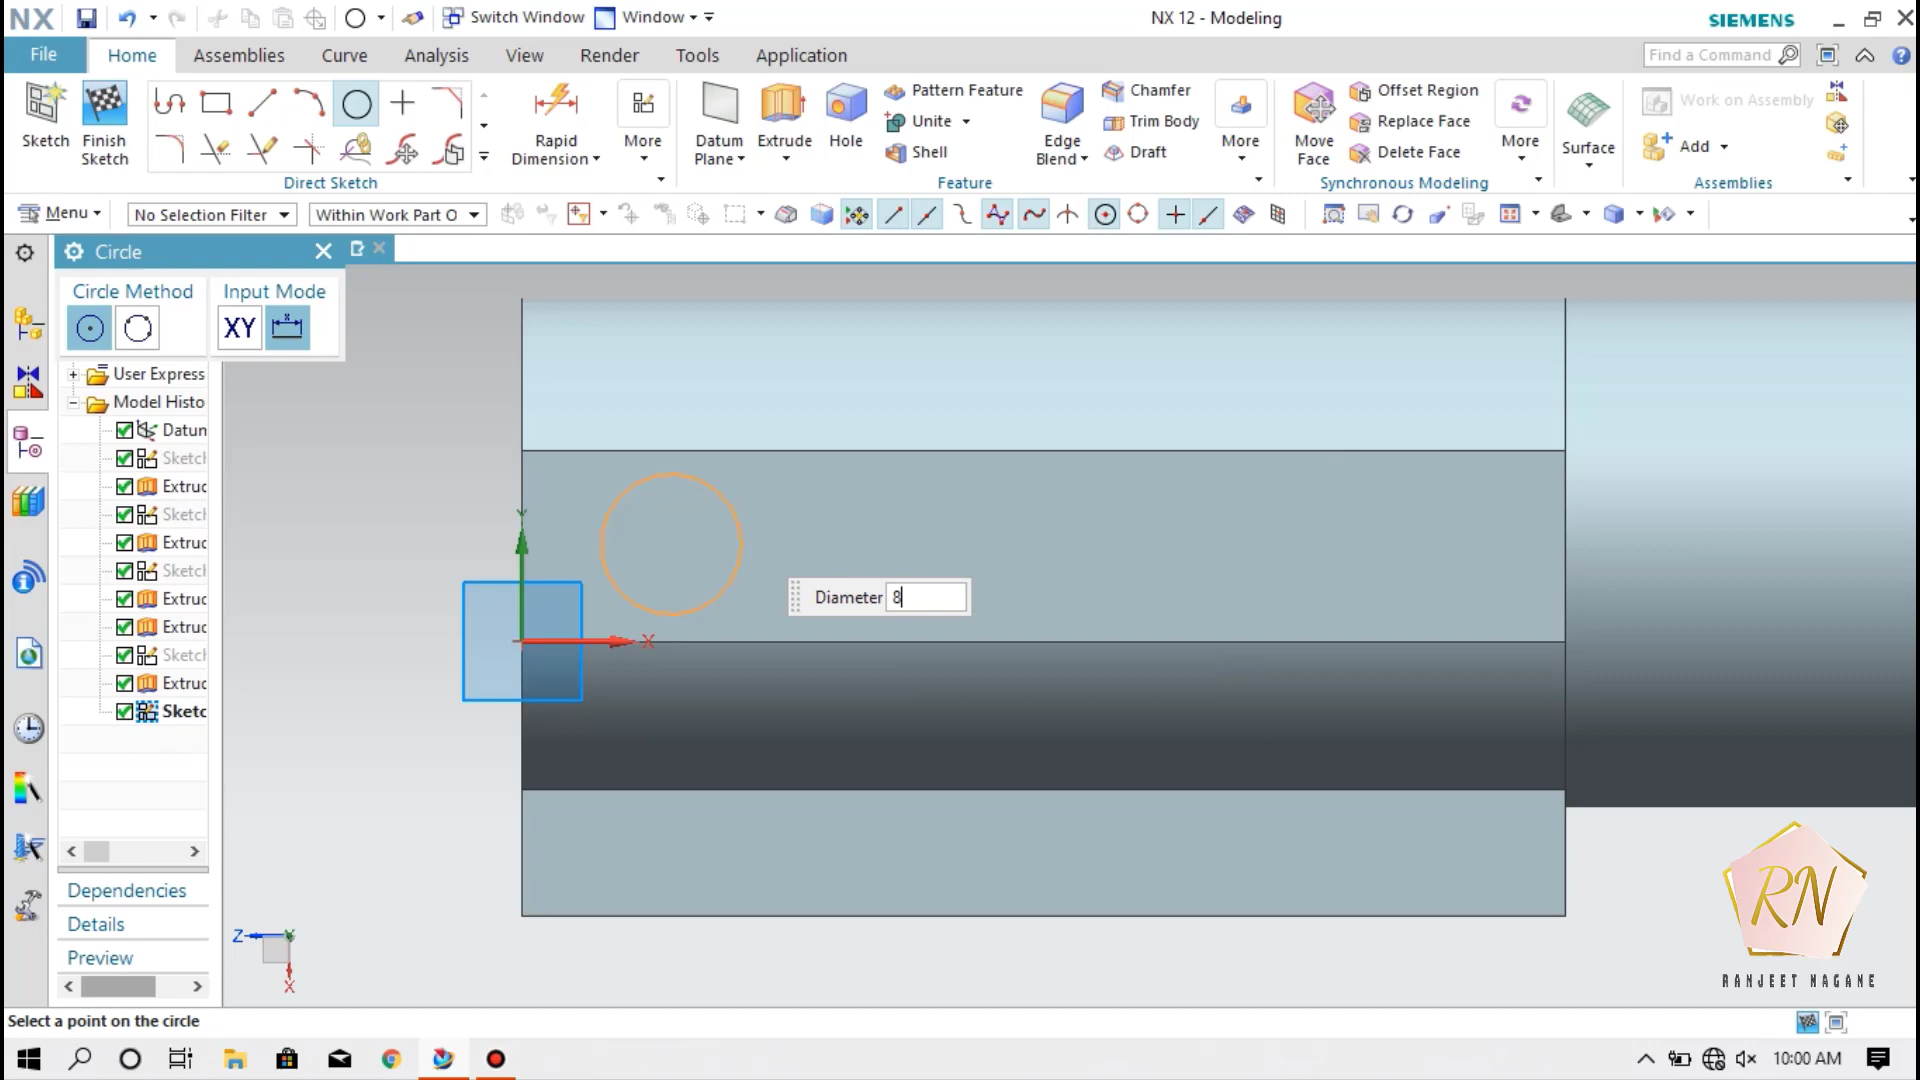 NX
Switch Window
Window
NX 12 - Modeling
SIEMENS
File
Home
Assemblies
Curve
Analysis
View
Render
Tools
Application
Find a Command
Sketch
Finish
Sketch
Direct Sketch
Rapid
Dimension
More
Datum
Plane
Extrude
Hole
Pattern Feature
Unite
Shell
Feature
Edge
Blend
Chamfer
Trim Body
Draft
More
Move
Face
Offset Region
Replace Face
Delete Face
Synchronous Modeling
More
Surface
Work on Assembly
Add
Assemblies
Menu
No Selection Filter
Within Work Part O
Circle
Circle Method
Input Mode
XY
User Express
Model Histo
Datun
Sketch
Extruc
Sketch
Extruc
Sketch
Extruc
Extruc
Sketch
Extruc
Sketc
Dependencies
Details
Preview
Y
X
Diameter 8
Z
Y
X
RN
RANJEET NAGANE
Select a point on the circle
10:00 AM